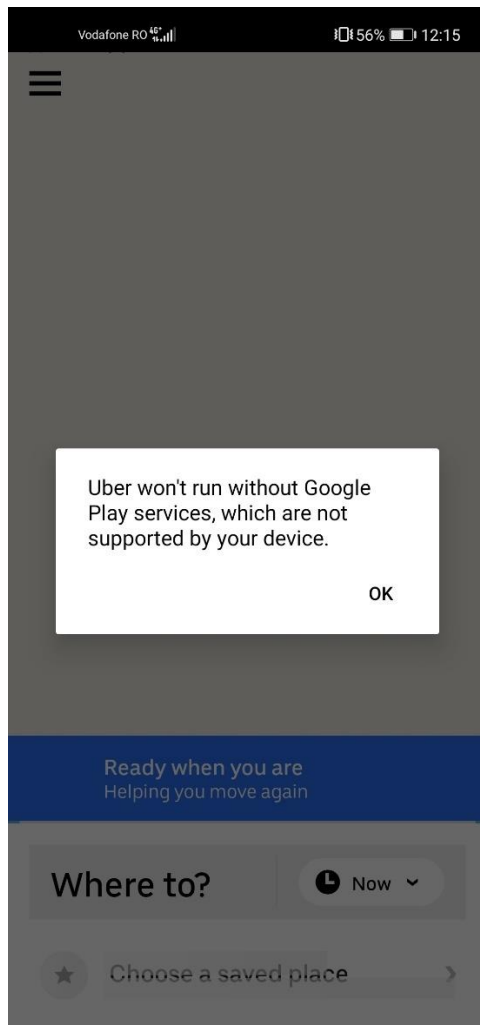 Vodafone RO 4G+ 56% 12:15
Uber won't run without Google
Play services, which are not
supported by your device.
OK
Ready when you are
Helping you move again
Where to? Now
Choose a saved place